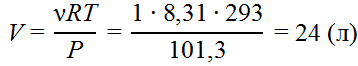 V = νRT / P = 1 · 8,31 · 293 / 101,3 = 24 (л)